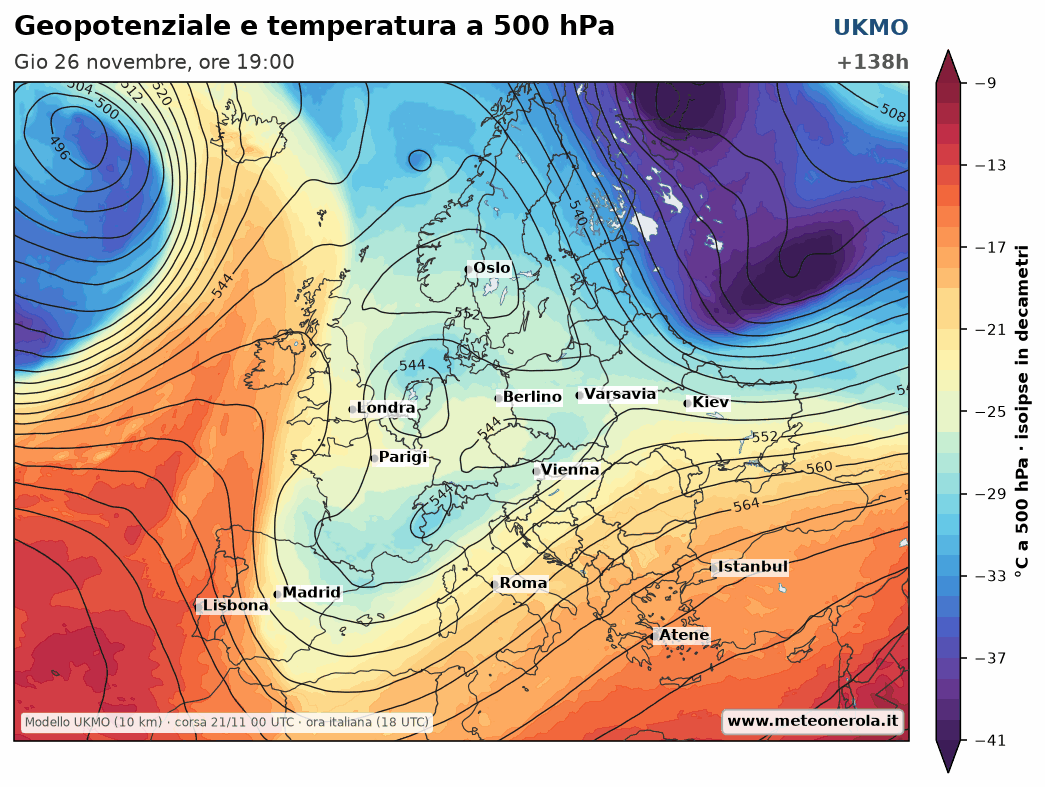 Geopotenziale e temperatura a 500 hPa
UKMO
Gio 26 novembre, ore 19:00
+138h
504
500
512
520
496
508
540
544
552
544
544
544
552
560
564
Oslo
Londra
Berlino
Varsavia
Kiev
Parigi
Vienna
Madrid
Lisbona
Roma
Istanbul
Atene
−9
−13
−17
−21
−25
−29
−33
−37
−41
°C a 500 hPa · isoipse in decametri
Modello UKMO (10 km) · corsa 21/11 00 UTC · ora italiana (18 UTC)
www.meteonerola.it